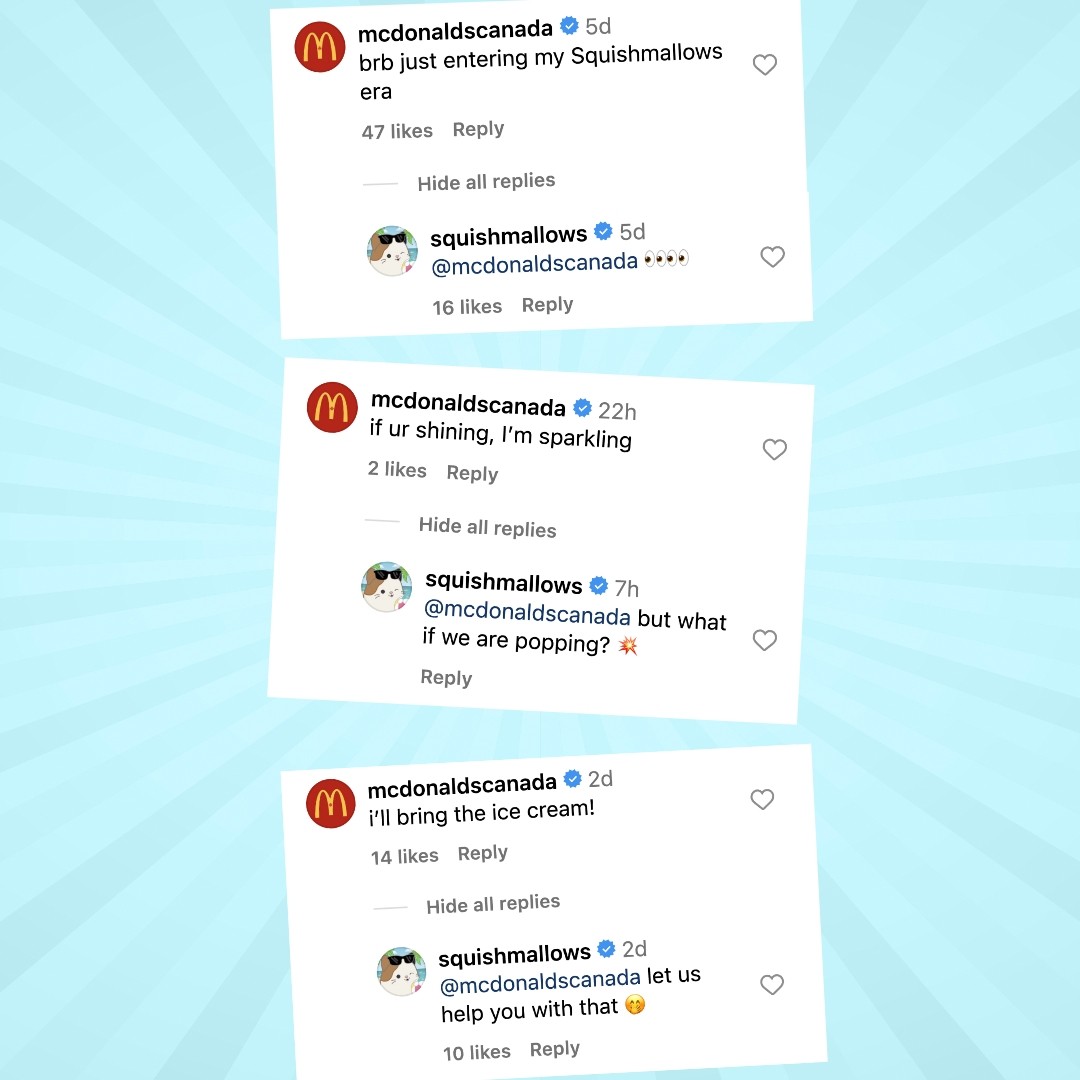 mcdonaldscanada 5d
brb just entering my Squishmallows
era
47 likes Reply
Hide all replies
squishmallows 5d
@mcdonaldscanada 👀👀
16 likes Reply
mcdonaldscanada 22h
if ur shining, I'm sparkling
2 likes Reply
Hide all replies
squishmallows 7h
@mcdonaldscanada but what
if we are popping? 💥
Reply
mcdonaldscanada 2d
i'll bring the ice cream!
14 likes Reply
Hide all replies
squishmallows 2d
@mcdonaldscanada let us
help you with that 🤭
10 likes Reply